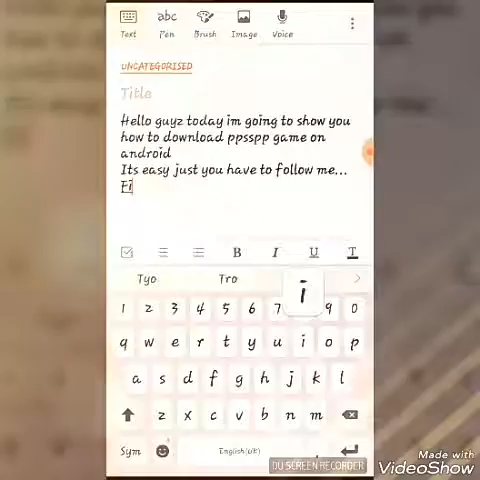 Text
Pen
Brush
Image
Voice
abc
UNCATEGORISED
Title
Hello guyz today im going to show you
how to download ppsspp game on
android
Its easy just you have to follow me...
Fi
B I U T
Tyo Tro
i
1 2 3 4 5 6 7 9 0
q w e r t y u i o p
a s d f g h j k l
z x c v b n m
Sym English(UK) .
DU SCREEN RECORDER
Made with
VideoShow